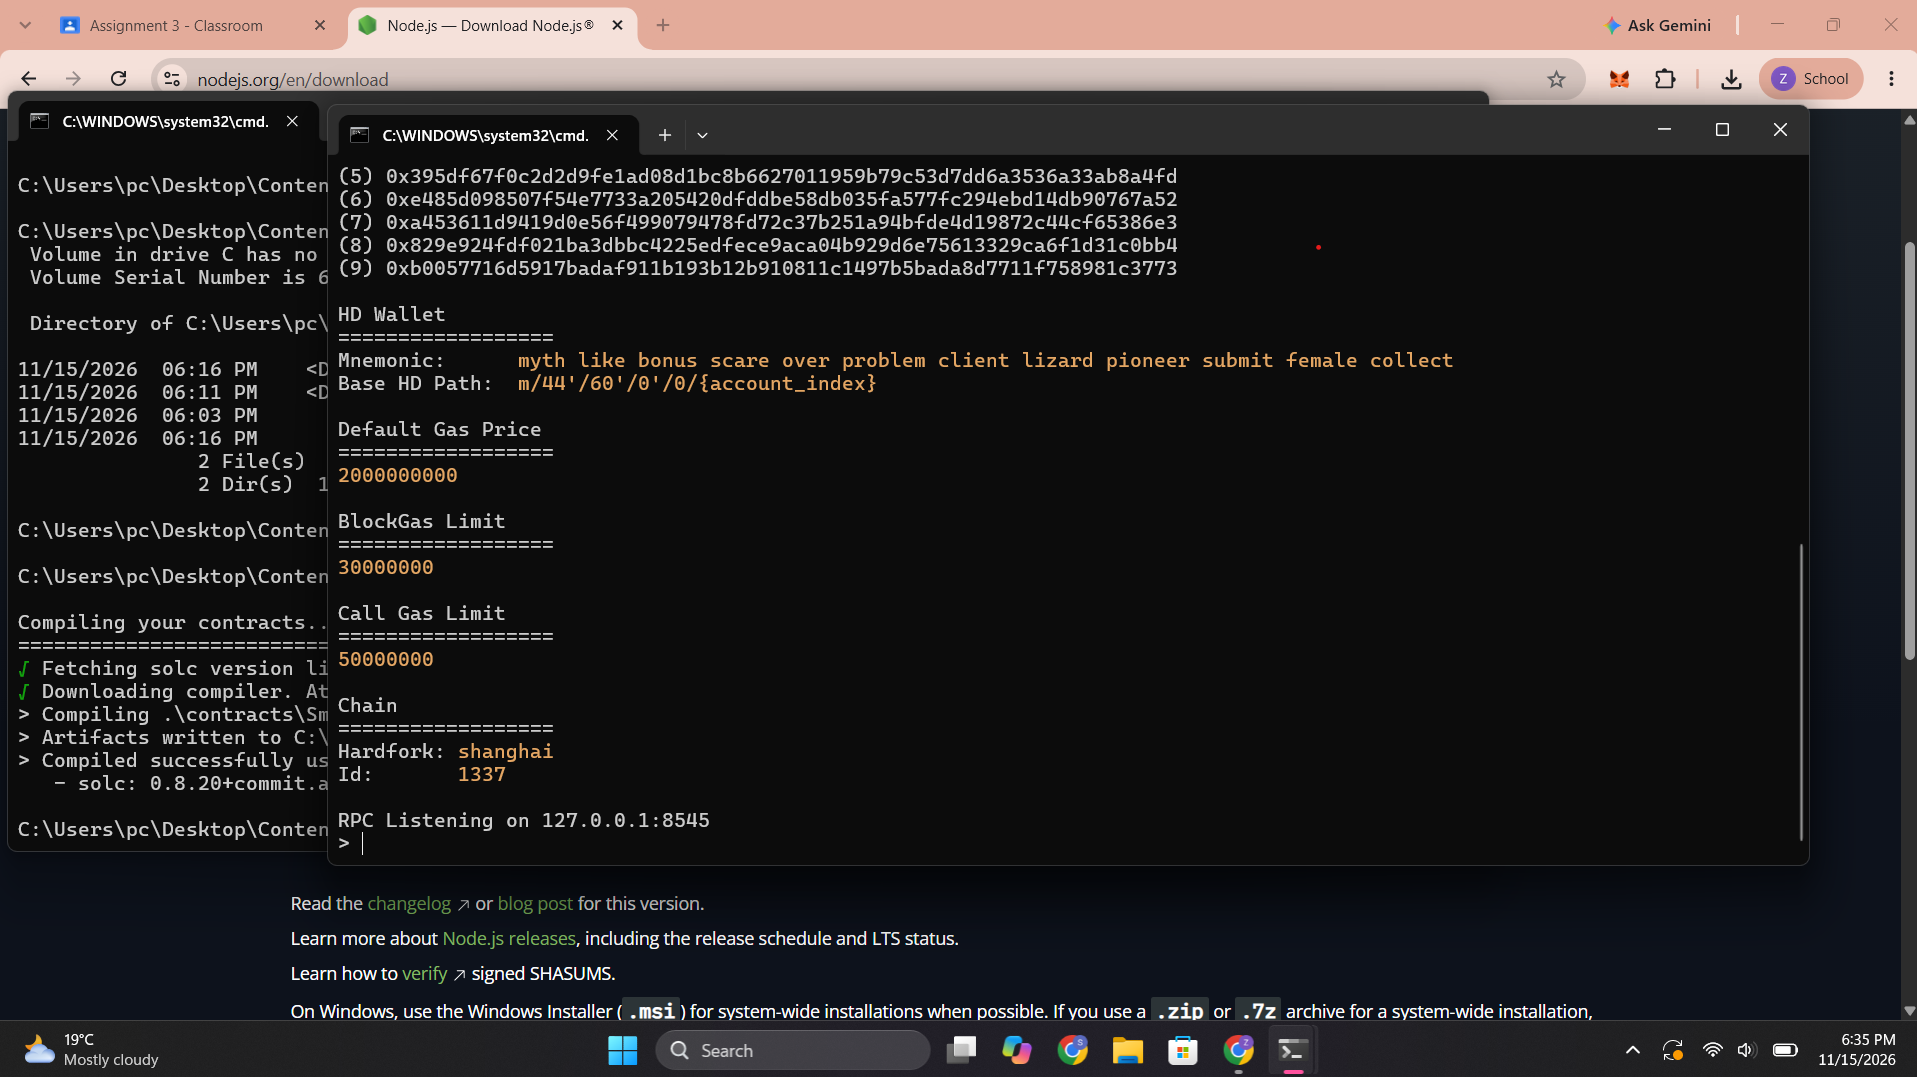 Assignment 3 - Classroom
Node.js — Download Node.js®
Ask Gemini
nodejs.org/en/download
Z School
C:\WINDOWS\system32\cmd.
C:\Users\pc\Desktop\Conten
C:\Users\pc\Desktop\Conten
Volume in drive C has no
Volume Serial Number is 6
Directory of C:\Users\pc\
11/15/2026 06:16 PM <D
11/15/2026 06:11 PM <D
11/15/2026 06:03 PM
11/15/2026 06:16 PM
2 File(s)
2 Dir(s) 1
C:\Users\pc\Desktop\Conten
C:\Users\pc\Desktop\Conten
Compiling your contracts..
==========================
√ Fetching solc version li
√ Downloading compiler. At
> Compiling .\contracts\Sm
> Artifacts written to C:\
> Compiled successfully us
- solc: 0.8.20+commit.a
C:\Users\pc\Desktop\Conten
C:\WINDOWS\system32\cmd.
(5) 0x395df67f0c2d2d9fe1ad08d1bc8b6627011959b79c53d7dd6a3536a33ab8a4fd
(6) 0xe485d098507f54e7733a205420dfddbe58db035fa577fc294ebd14db90767a52
(7) 0xa453611d9419d0e56f499079478fd72c37b251a94bfde4d19872c44cf65386e3
(8) 0x829e924fdf021ba3dbbc4225edfece9aca04b929d6e75613329ca6f1d31c0bb4
(9) 0xb0057716d5917badaf911b193b12b910811c1497b5bada8d7711f758981c3773
HD Wallet
==================
Mnemonic: myth like bonus scare over problem client lizard pioneer submit female collect
Base HD Path: m/44'/60'/0'/0/{account_index}
Default Gas Price
==================
2000000000
BlockGas Limit
==================
30000000
Call Gas Limit
==================
50000000
Chain
==================
Hardfork: shanghai
Id: 1337
RPC Listening on 127.0.0.1:8545
>
Read the changelog ↗ or blog post for this version.
Learn more about Node.js releases, including the release schedule and LTS status.
Learn how to verify ↗ signed SHASUMS.
On Windows, use the Windows Installer (.msi) for system-wide installations when possible. If you use a .zip or .7z archive for a system-wide installation,
19°C
Mostly cloudy
Search
6:35 PM
11/15/2026